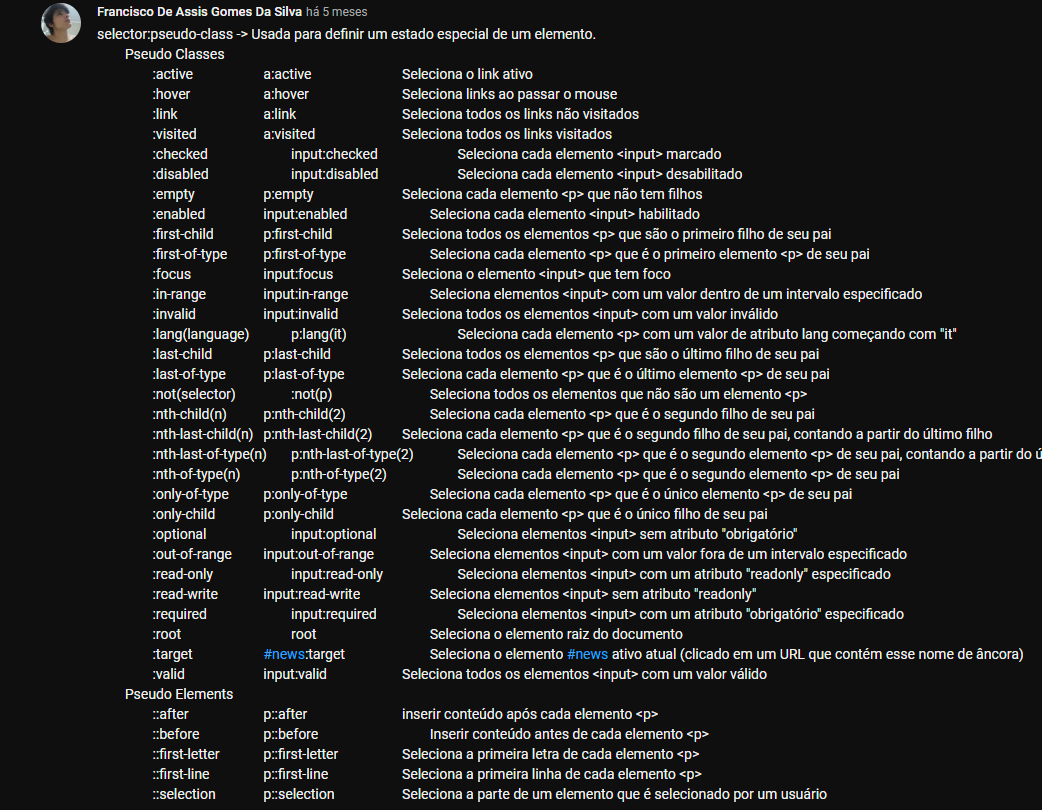 Francisco De Assis Gomes Da Silva há 5 meses
selector:pseudo-class -> Usada para definir um estado especial de um elemento.
Pseudo Classes
:active a:active Seleciona o link ativo
:hover a:hover Seleciona links ao passar o mouse
:link a:link Seleciona todos os links não visitados
:visited a:visited Seleciona todos os links visitados
:checked input:checked Seleciona cada elemento <input> marcado
:disabled input:disabled Seleciona cada elemento <input> desabilitado
:empty p:empty Seleciona cada elemento <p> que não tem filhos
:enabled input:enabled Seleciona cada elemento <input> habilitado
:first-child p:first-child Seleciona todos os elementos <p> que são o primeiro filho de seu pai
:first-of-type p:first-of-type Seleciona cada elemento <p> que é o primeiro elemento <p> de seu pai
:focus input:focus Seleciona o elemento <input> que tem foco
:in-range input:in-range Seleciona elementos <input> com um valor dentro de um intervalo especificado
:invalid input:invalid Seleciona todos os elementos <input> com um valor inválido
:lang(language) p:lang(it) Seleciona cada elemento <p> com um valor de atributo lang começando com "it"
:last-child p:last-child Seleciona todos os elementos <p> que são o último filho de seu pai
:last-of-type p:last-of-type Seleciona cada elemento <p> que é o último elemento <p> de seu pai
:not(selector) :not(p) Seleciona todos os elementos que não são um elemento <p>
:nth-child(n) p:nth-child(2) Seleciona cada elemento <p> que é o segundo filho de seu pai
:nth-last-child(n) p:nth-last-child(2) Seleciona cada elemento <p> que é o segundo filho de seu pai, contando a partir do último filho
:nth-last-of-type(n) p:nth-last-of-type(2) Seleciona cada elemento <p> que é o segundo elemento <p> de seu pai, contando a partir do
:nth-of-type(n) p:nth-of-type(2) Seleciona cada elemento <p> que é o segundo elemento <p> de seu pai
:only-of-type p:only-of-type Seleciona cada elemento <p> que é o único elemento <p> de seu pai
:only-child p:only-child Seleciona cada elemento <p> que é o único filho de seu pai
:optional input:optional Seleciona elementos <input> sem atributo "obrigatório"
:out-of-range input:out-of-range Seleciona elementos <input> com um valor fora de um intervalo especificado
:read-only input:read-only Seleciona elementos <input> com um atributo "readonly" especificado
:read-write input:read-write Seleciona elementos <input> sem atributo "readonly"
:required input:required Seleciona elementos <input> com um atributo "obrigatório" especificado
:root root Seleciona o elemento raiz do documento
:target #news:target Seleciona o elemento #news ativo atual (clicado em um URL que contém esse nome de âncora)
:valid input:valid Seleciona todos os elementos <input> com um valor válido
Pseudo Elements
::after p::after inserir conteúdo após cada elemento <p>
::before p::before Inserir conteúdo antes de cada elemento <p>
::first-letter p::first-letter Seleciona a primeira letra de cada elemento <p>
::first-line p::first-line Seleciona a primeira linha de cada elemento <p>
::selection p::selection Seleciona a parte de um elemento que é selecionado por um usuário